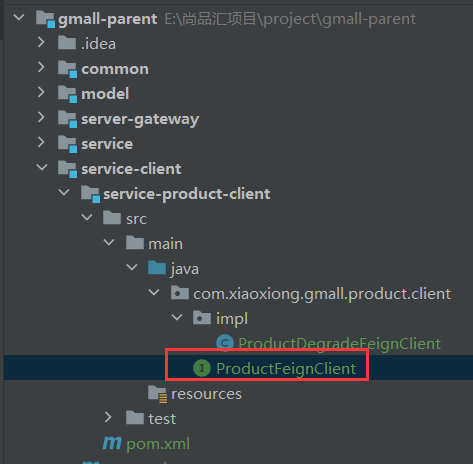 gmall-parent E:\尚品汇项目\project\gmall-parent
.idea
common
model
server-gateway
service
service-client
service-product-client
src
main
java
com.xiaoxiong.gmall.product.client
impl
C ProductDegradeFeignClient
I ProductFeignClient
resources
test
m pom.xml